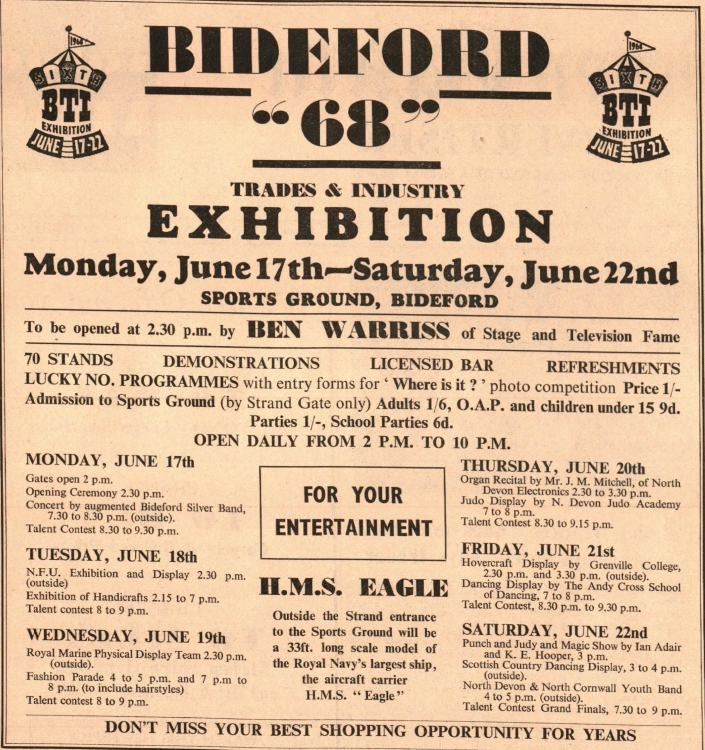 1968
SIXTH
BTI
EXHIBITION
JUNE 17-22
BIDEFORD
“68”
1968
SIXTH
BTI
EXHIBITION
JUNE 17-22
TRADES & INDUSTRY
EXHIBITION
Monday, June 17th—Saturday, June 22nd
SPORTS GROUND, BIDEFORD
To be opened at 2.30 p.m. by BEN WARRISS of Stage and Television Fame
70 STANDS DEMONSTRATIONS LICENSED BAR REFRESHMENTS
LUCKY NO. PROGRAMMES with entry forms for ‘ Where is it ? ’ photo competition Price 1/-
Admission to Sports Ground (by Strand Gate only) Adults 1/6, O.A.P. and children under 15 9d.
Parties 1/-, School Parties 6d.
OPEN DAILY FROM 2 P.M. TO 10 P.M.
MONDAY, JUNE 17th
Gates open 2 p.m.
Opening Ceremony 2.30 p.m.
Concert by augmented Bideford Silver Band,
7.30 to 8.30 p.m. (outside).
Talent Contest 8.30 to 9.30 p.m.
TUESDAY, JUNE 18th
N.F.U. Exhibition and Display 2.30 p.m.
(outside)
Exhibition of Handicrafts 2.15 to 7 p.m.
Talent contest 8 to 9 p.m.
WEDNESDAY, JUNE 19th
Royal Marine Physical Display Team 2.30 p.m.
(outside).
Fashion Parade 4 to 5 p.m. and 7 p.m to
8 p.m. (to include hairstyles)
Talent contest 8 to 9 p.m.
FOR YOUR
ENTERTAINMENT
H.M.S. EAGLE
Outside the Strand entrance
to the Sports Ground will be
a 33ft. long scale model of
the Royal Navy's largest ship,
the aircraft carrier
H.M.S. “ Eagle ”
THURSDAY, JUNE 20th
Organ Recital by Mr. J. M. Mitchell, of North
Devon Electronics 2.30 to 3.30 p.m.
Judo Display by N. Devon Judo Academy
7 to 8 p.m.
Talent Contest 8.30 to 9.15 p.m.
FRIDAY, JUNE 21st
Hovercraft Display by Grenville College,
2.30 p.m. and 3.30 p.m. (outside).
Dancing Display by The Andy Cross School
of Dancing, 7 to 8 p.m.
Talent Contest, 8.30 p.m. to 9.30 p.m.
SATURDAY, JUNE 22nd
Punch and Judy and Magic Show by Ian Adair
and K. E. Hooper, 3 p.m.
Scottish Country Dancing Display, 3 to 4 p.m.
(outside).
North Devon & North Cornwall Youth Band
4 to 5 p.m. (outside).
Talent Contest Grand Finals, 7.30 to 9 p.m.
DON'T MISS YOUR BEST SHOPPING OPPORTUNITY FOR YEARS